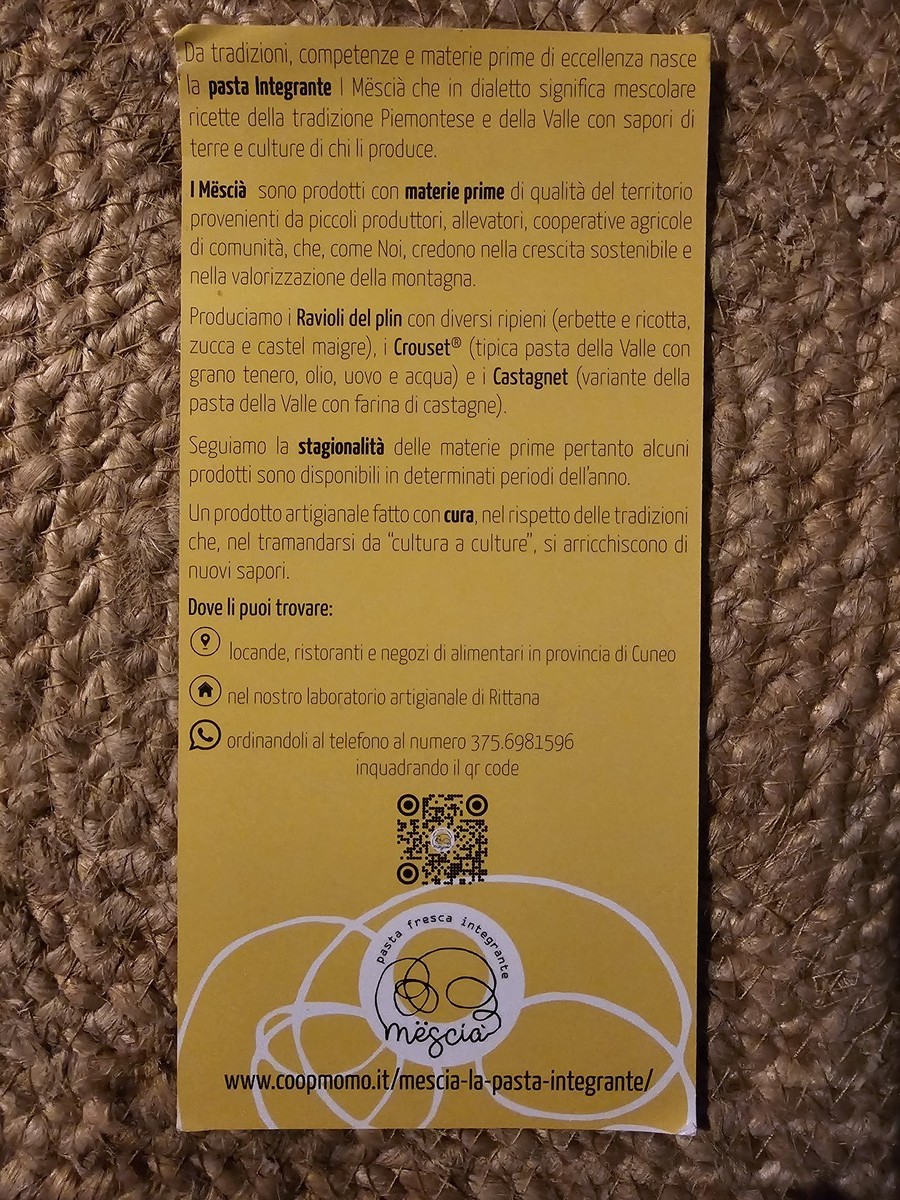 Da tradizioni, competenze e materie prime di eccellenza nasce
la pasta Integrante I Mëscià che in dialetto significa mescolare
ricette della tradizione Piemontese e della Valle con sapori di
terre e culture di chi li produce.
I Mëscià sono prodotti con materie prime di qualità del territorio
provenienti da piccoli produttori, allevatori, cooperative agricole
di comunità, che, come Noi, credono nella crescita sostenibile e
nella valorizzazione della montagna.
Produciamo i Ravioli del plin con diversi ripieni (erbette e ricotta,
zucca e castel maigre), i Crouset® (tipica pasta della Valle con
grano tenero, olio, uovo e acqua) e i Castagnet (variante della
pasta della Valle con farina di castagne).
Seguiamo la stagionalità delle materie prime pertanto alcuni
prodotti sono disponibili in determinati periodi dell'anno.
Un prodotto artigianale fatto con cura, nel rispetto delle tradizioni
che, nel tramandarsi da "cultura a culture", si arricchiscono di
nuovi sapori.
Dove li puoi trovare:
locande, ristoranti e negozi di alimentari in provincia di Cuneo
nel nostro laboratorio artigianale di Rittana
ordinandoli al telefono al numero 375.6981596
inquadrando il qr code
pasta fresca integrante
mëscià
www.coopmomo.it/mescia-la-pasta-integrante/